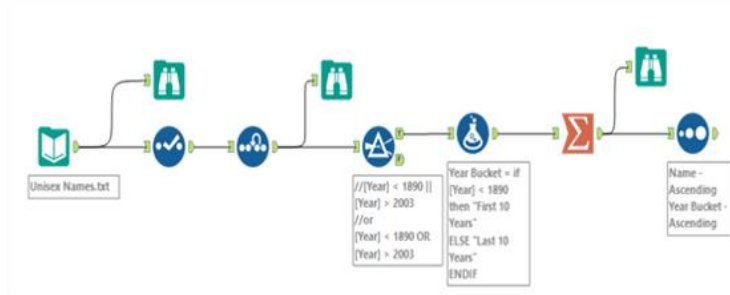 Unisex Names.txt
T
F
//[Year] < 1890 ||
[Year] > 2003
//or
[Year] < 1890 OR
[Year] > 2003
Year Bucket = if
[Year] < 1890
then "First 10
Years"
ELSE "Last 10
Years"
ENDIF
Name -
Ascending
Year Bucket -
Ascending